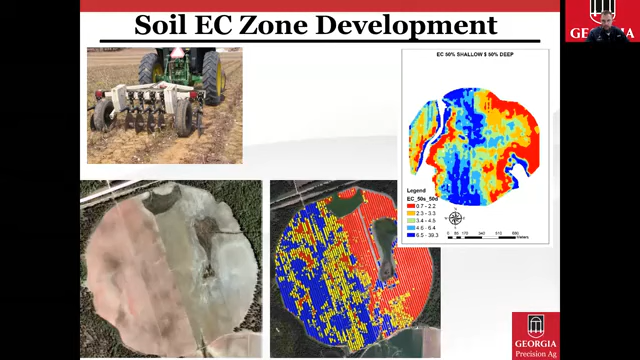 Soil EC Zone Development
GEORGIA
EC 50% SHALLOW $ 50% DEEP
Legend
EC_50s_50d
0.7 - 2.2
2.3 - 3.3
3.4 - 4.5
4.6 - 6.4
6.5 - 39.3
Meters
GEORGIA
Precision Ag